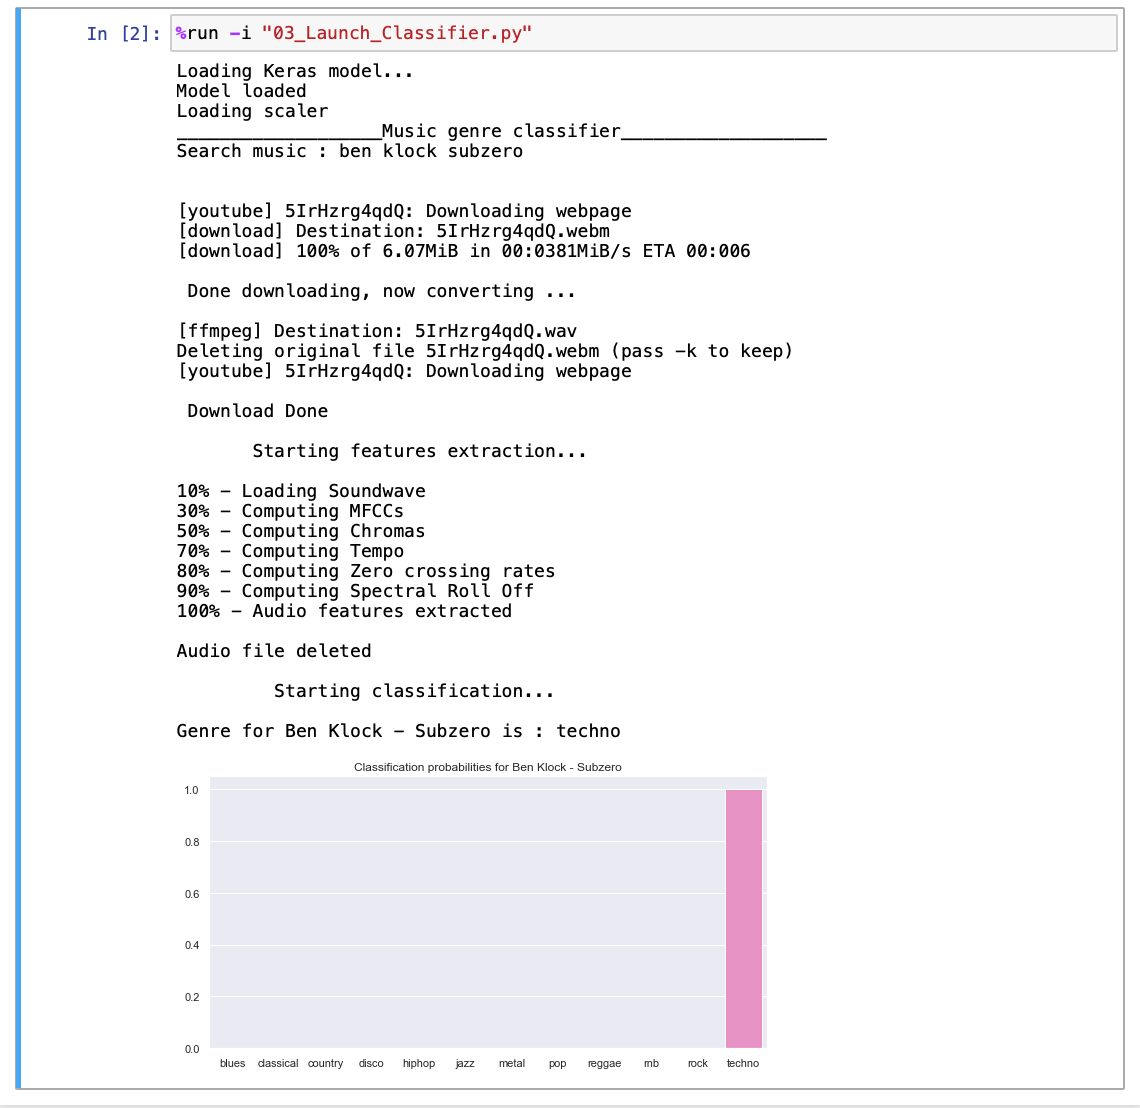 In [2]: %run -i "03_Launch_Classifier.py"
Loading Keras model...
Model loaded
Loading scaler
___________________Music genre classifier___________________
Search music : ben klock subzero
[youtube] 5IrHzrg4qdQ: Downloading webpage
[download] Destination: 5IrHzrg4qdQ.webm
[download] 100% of 6.07MiB in 00:0381MiB/s ETA 00:006
Done downloading, now converting ...
[ffmpeg] Destination: 5IrHzrg4qdQ.wav
Deleting original file 5IrHzrg4qdQ.webm (pass -k to keep)
[youtube] 5IrHzrg4qdQ: Downloading webpage
Download Done
Starting features extraction...
10% - Loading Soundwave
30% - Computing MFCCs
50% - Computing Chromas
70% - Computing Tempo
80% - Computing Zero crossing rates
90% - Computing Spectral Roll Off
100% - Audio features extracted
Audio file deleted
Starting classification...
Genre for Ben Klock - Subzero is : techno
Classification probabilities for Ben Klock - Subzero
1.0
0.8
0.6
0.4
0.2
0.0
blues classical country disco hiphop jazz metal pop reggae rnb rock techno